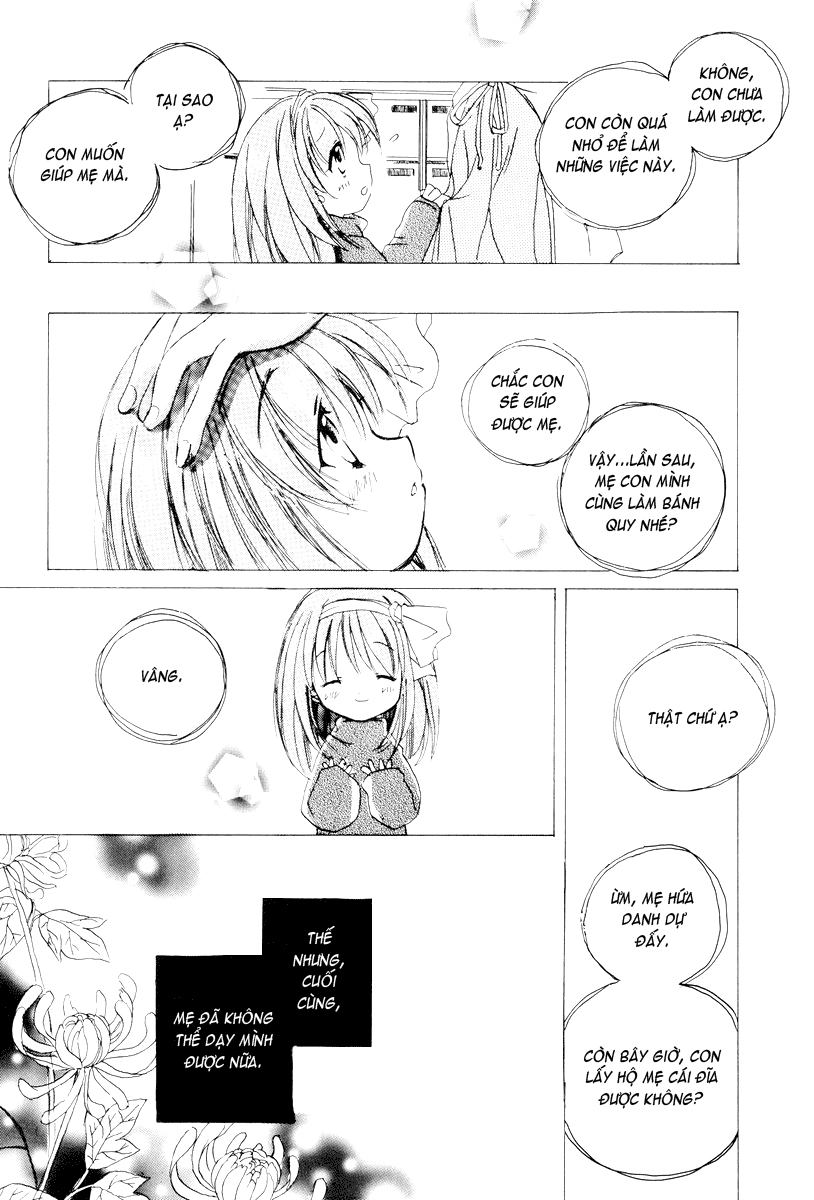 KHÔNG,
CON CHƯA
LÀM ĐƯỢC.
CON CÒN QUÁ
NHỎ ĐỂ LÀM
NHỮNG VIỆC NÀY.
TẠI SAO
Ạ?
CON MUỐN
GIÚP MẸ MÀ.
CHẮC CON
SẼ GIÚP
ĐƯỢC MẸ.
VẬY...LẦN SAU,
MẸ CON MÌNH
CÙNG LÀM BÁNH
QUY NHÉ?
THẬT CHỨ Ạ?
ỪM, MẸ HỨA
DANH DỰ
ĐẤY.
CÒN BÂY GIỜ, CON
LẤY HỘ MẸ CÁI ĐĨA
ĐƯỢC KHÔNG?
VÂNG.
THẾ
NHƯNG,
CUỐI
CÙNG,
MẸ ĐÃ KHÔNG
THỂ DẠY MÌNH
ĐƯỢC NỮA.